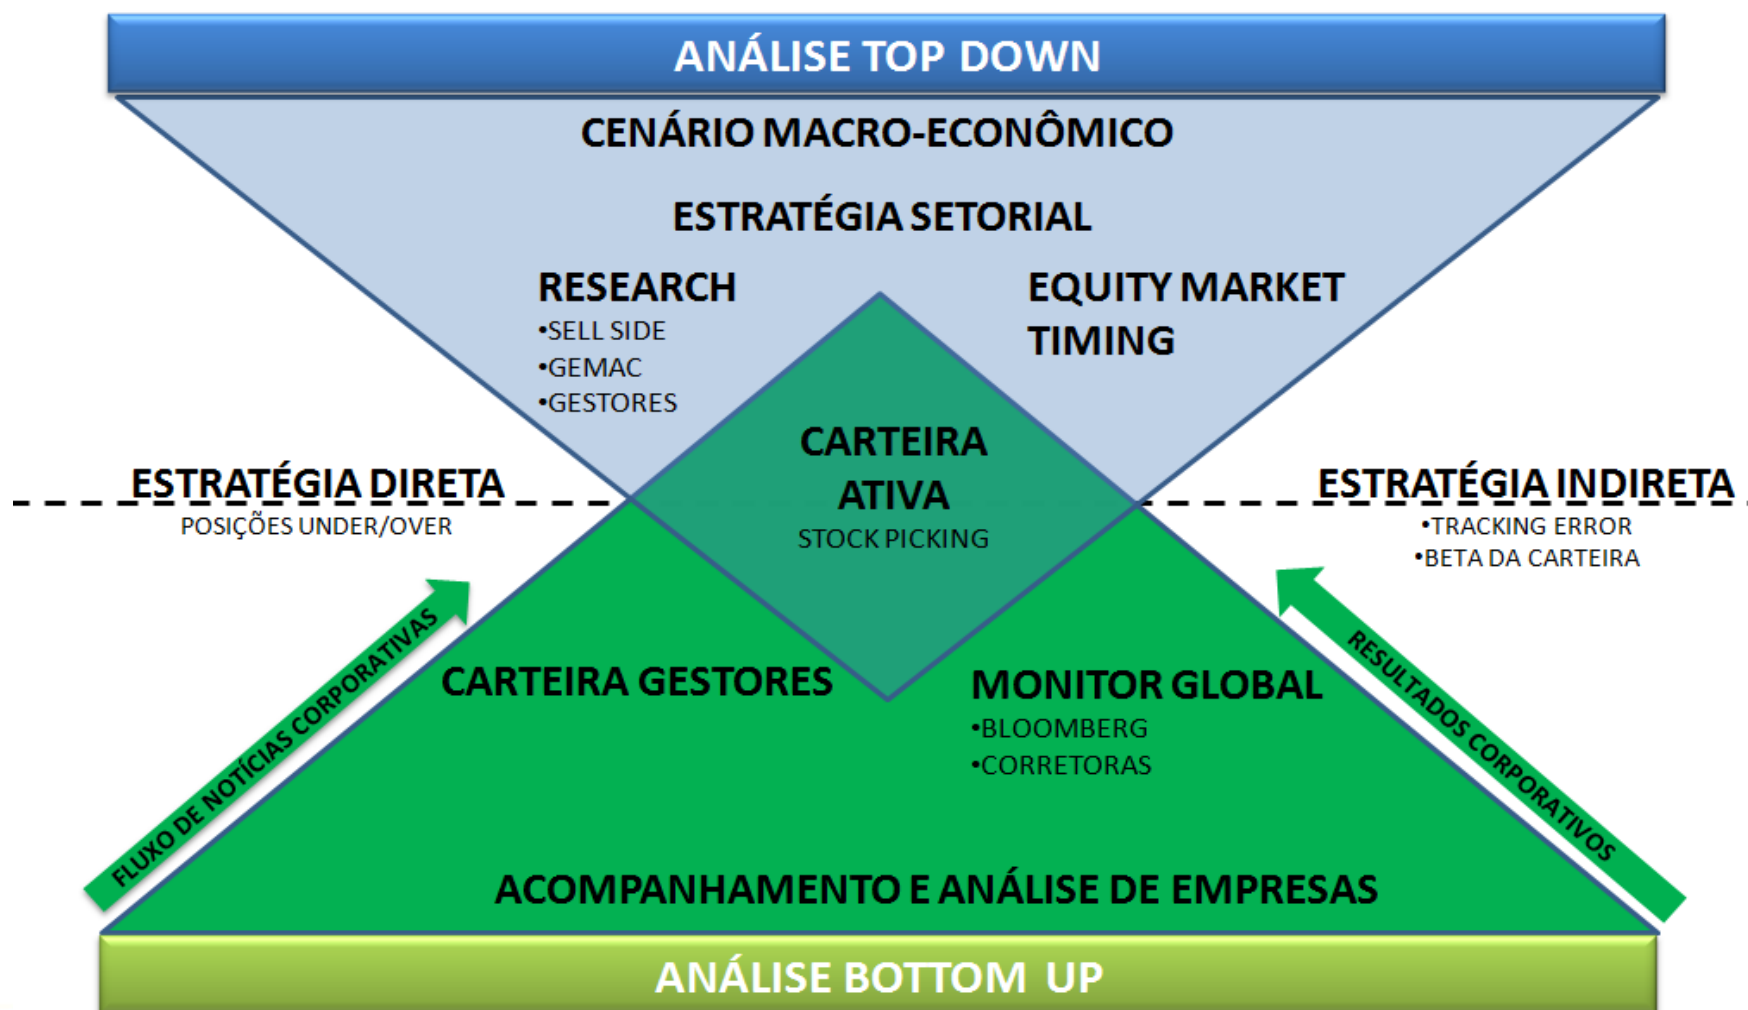 ANÁLISE TOP DOWN
CENÁRIO MACRO-ECONÔMICO
ESTRATÉGIA SETORIAL
RESEARCH
•SELL SIDE
•GEMAC
•GESTORES
EQUITY MARKET
TIMING
CARTEIRA
ATIVA
STOCK PICKING
ESTRATÉGIA DIRETA
POSIÇÕES UNDER/OVER
ESTRATÉGIA INDIRETA
•TRACKING ERROR
•BETA DA CARTEIRA
FLUXO DE NOTÍCIAS CORPORATIVAS
RESULTADOS CORPORATIVOS
CARTEIRA GESTORES
MONITOR GLOBAL
•BLOOMBERG
•CORRETORAS
ACOMPANHAMENTO E ANÁLISE DE EMPRESAS
ANÁLISE BOTTOM UP